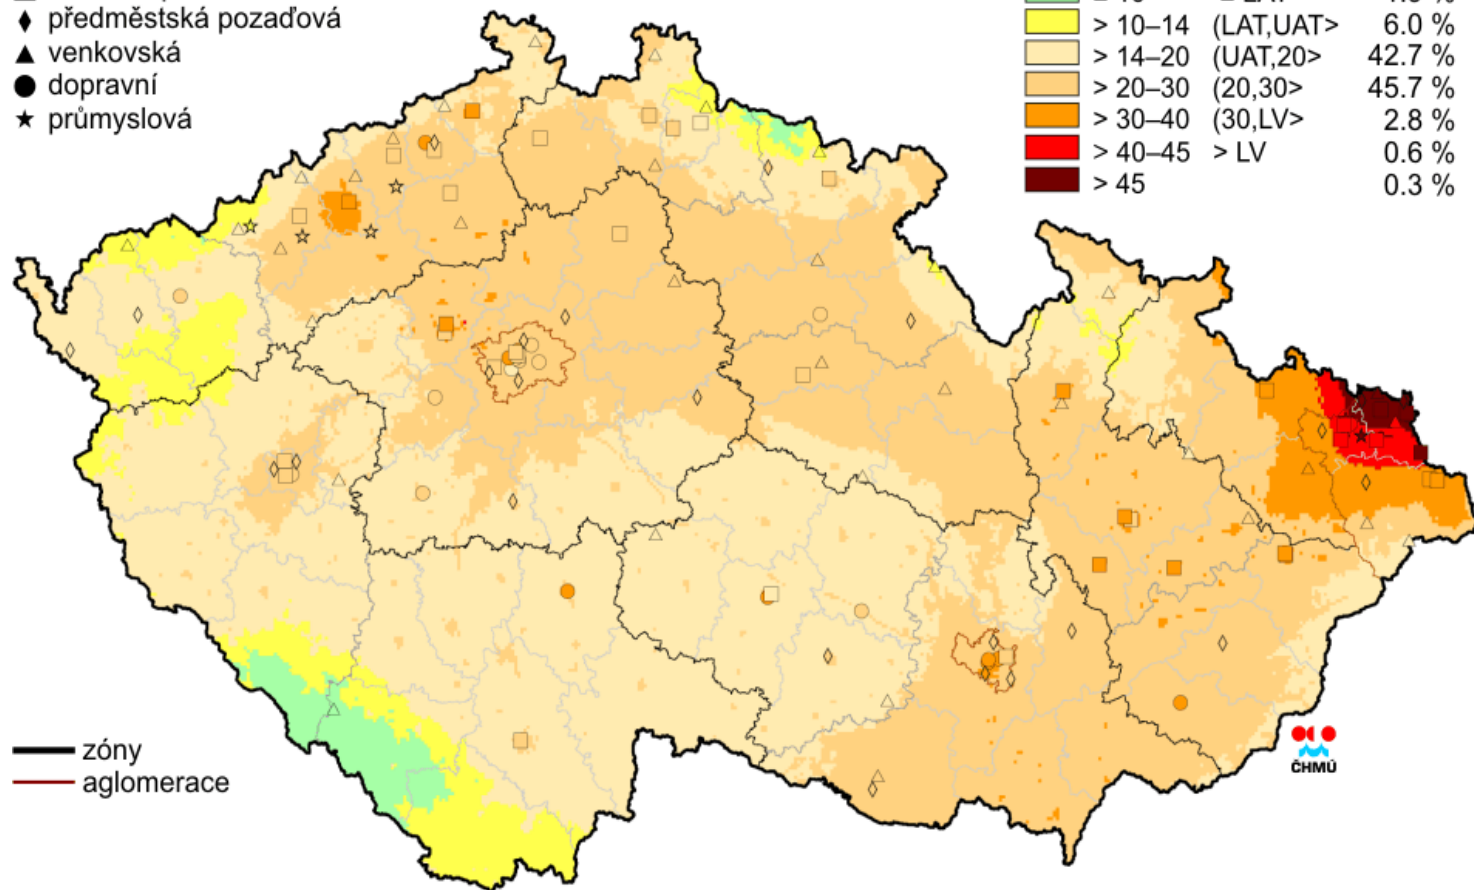 předměstská pozaďová
venkovská
dopravní
průmyslová
> 10–14 (LAT,UAT> 6.0 %
> 14–20 (UAT,20> 42.7 %
> 20–30 (20,30> 45.7 %
> 30–40 (30,LV> 2.8 %
> 40–45 > LV 0.6 %
> 45 0.3 %
zóny
aglomerace
ČHMÚ